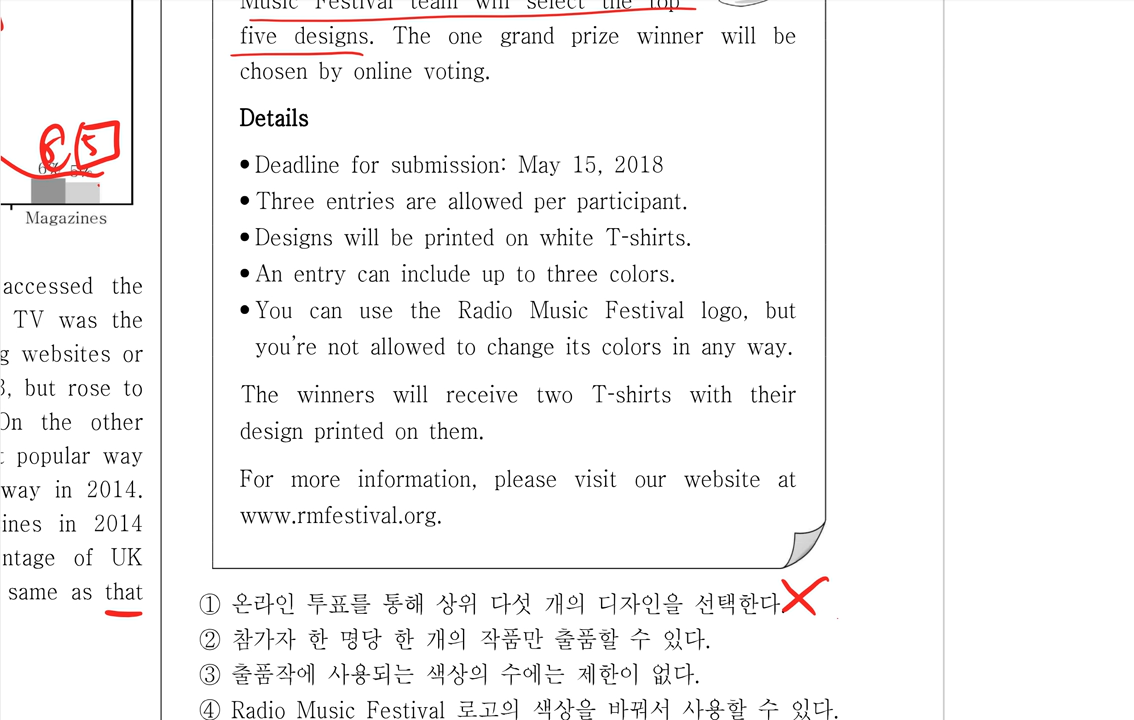 Music Festival team will select the top
five designs. The one grand prize winner will be
chosen by online voting.
Details
• Deadline for submission: May 15, 2018
• Three entries are allowed per participant.
• Designs will be printed on white T-shirts.
• An entry can include up to three colors.
• You can use the Radio Music Festival logo, but
you're not allowed to change its colors in any way.
The winners will receive two T-shirts with their
design printed on them.
For more information, please visit our website at
www.rmfestival.org.
① 온라인 투표를 통해 상위 다섯 개의 디자인을 선택한다.
② 참가자 한 명당 한 개의 작품만 출품할 수 있다.
③ 출품작에 사용되는 색상의 수에는 제한이 없다.
④ Radio Music Festival 로고의 색상을 바꿔서 사용할 수 있다.
5
6% 5%
Magazines
accessed the
TV was the
g websites or
3, but rose to
On the other
popular way
way in 2014.
ines in 2014
ntage of UK
same as that